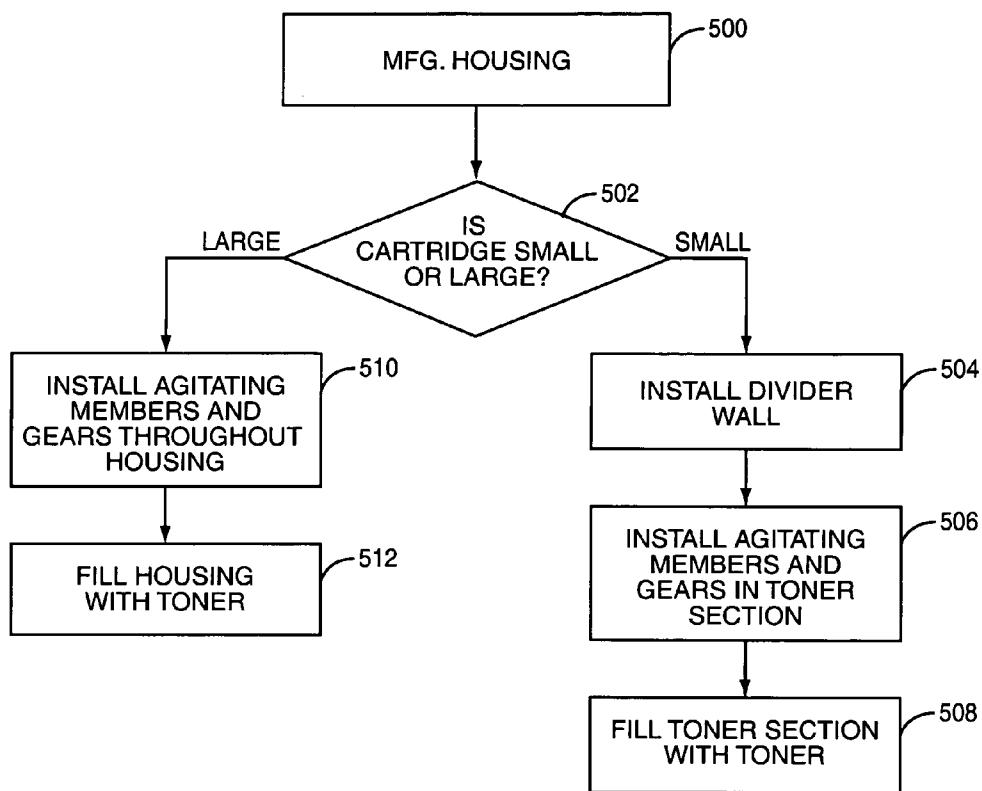 MFG. HOUSING
500
IS
CARTRIDGE SMALL
OR LARGE?
502
LARGE
SMALL
INSTALL AGITATING
MEMBERS AND
GEARS THROUGHOUT
HOUSING
510
FILL HOUSING
WITH TONER
512
INSTALL DIVIDER
WALL
504
INSTALL AGITATING
MEMBERS AND
GEARS IN TONER
SECTION
506
FILL TONER SECTION
WITH TONER
508